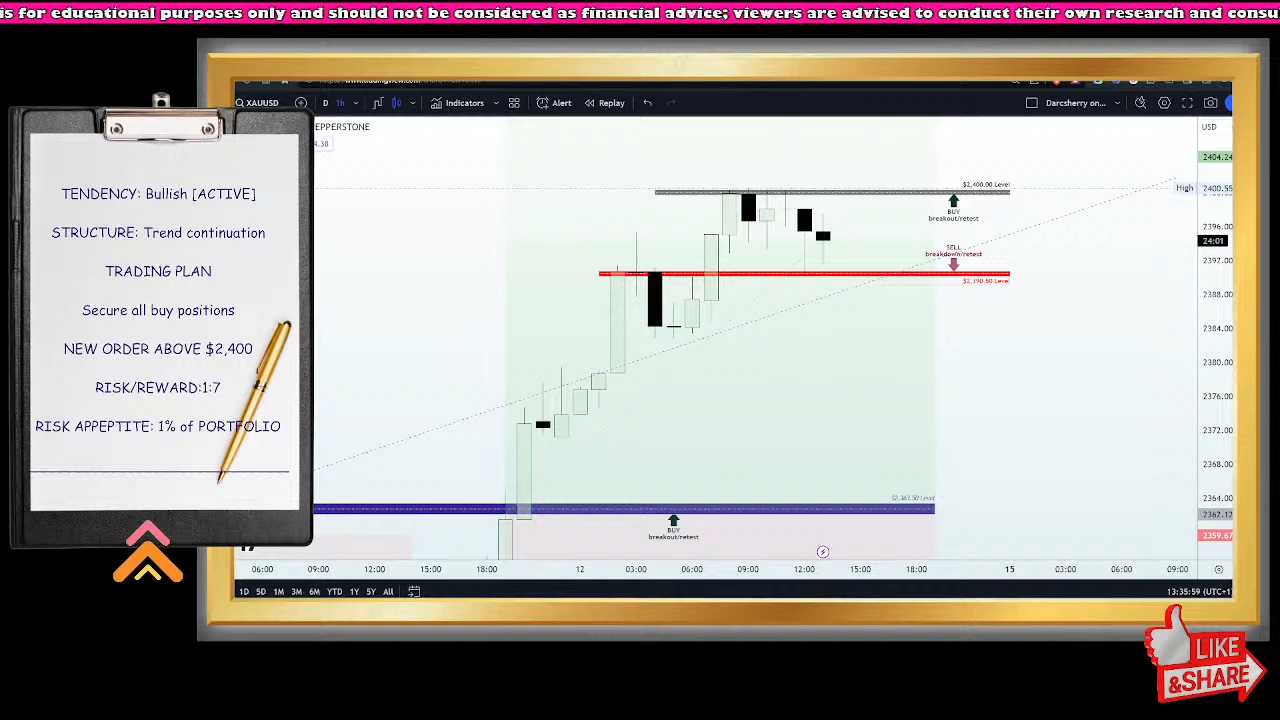 is for educational purposes only and should not be considered as financial advice; viewers are advised to conduct their own research and consu
TENDENCY: Bullish [ACTIVE]
STRUCTURE: Trend continuation
TRADING PLAN
Secure all buy positions
NEW ORDER ABOVE $2,400
RISK/REWARD:1:7
RISK APPEPTITE: 1% of PORTFOLIO
XAUUSD
D
1h
Indicators
Alert
Replay
Darcsherry on...
EPPERSTONE
4.38
USD
2404.24
High
2400.55
2396.00
24:01
2392.00
2388.00
2384.00
2380.00
2376.00
2372.00
2368.00
2364.00
2367.12
2359.67
$2,400.00 Level
BUY
breakout/retest
SELL
breakdown/retest
$2,390.50 Level
BUY
breakout/retest
06:00 09:00 12:00 15:00 18:00 12 03:00 06:00 09:00 12:00 15:00 18:00 15 03:00 06:00 09:00
1D 5D 1M 3M 6M YTD 1Y 5Y All
13:35:59 (UTC+1
LIKE
&SHARE